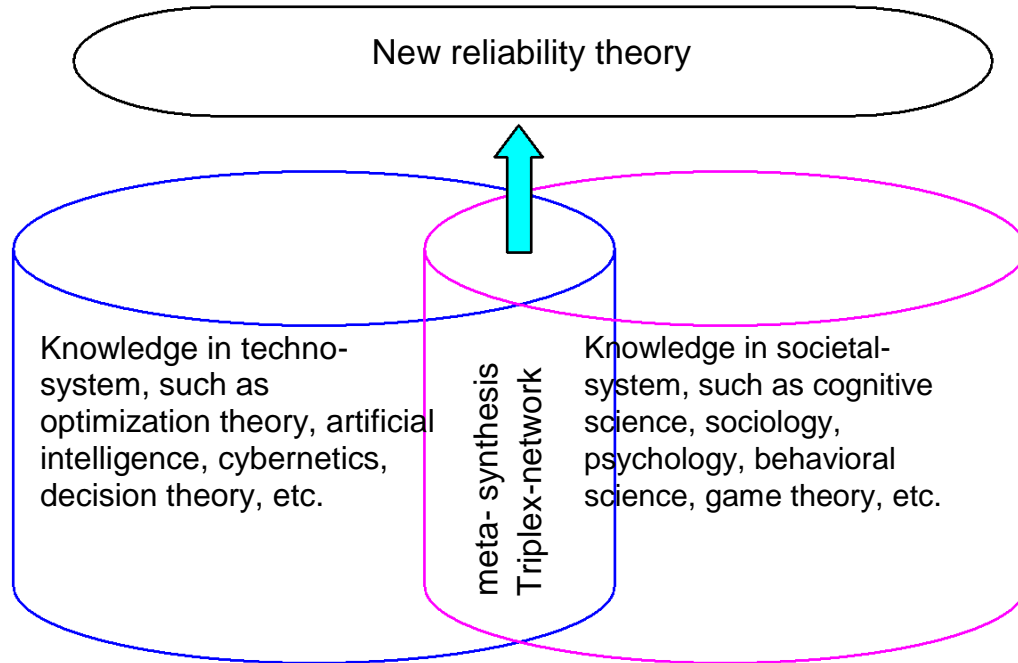 New reliability theory
Knowledge in techno-
system, such as
optimization theory, artificial
intelligence, cybernetics,
decision theory, etc.
meta- synthesis
Triplex-network
Knowledge in societal-
system, such as cognitive
science, sociology,
psychology, behavioral
science, game theory, etc.